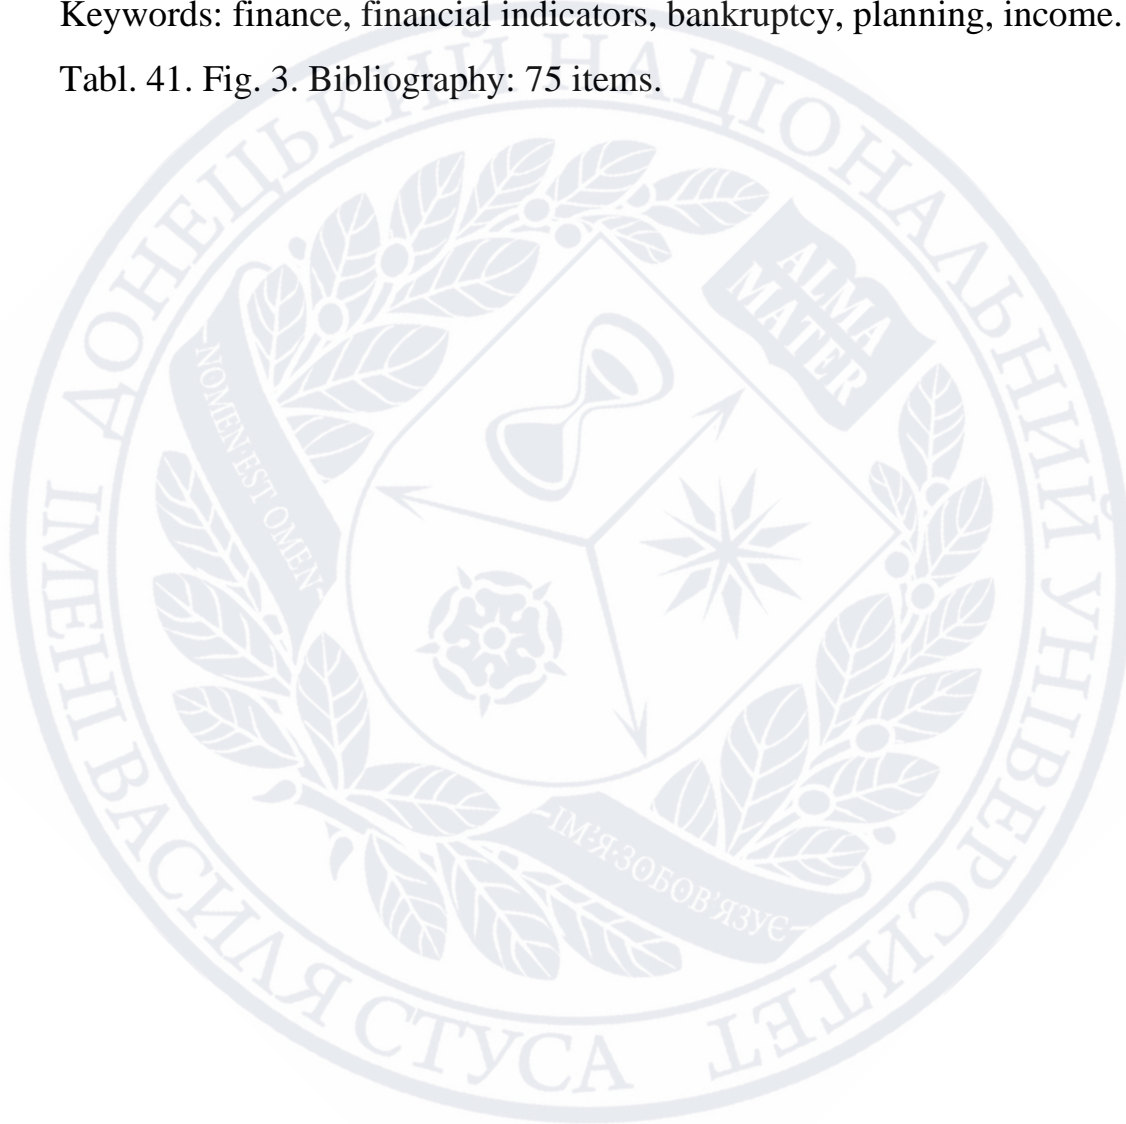 Keywords: finance, financial indicators, bankruptcy, planning, income.
Tabl. 41. Fig. 3. Bibliography: 75 items.
ДОНЕЦЬКИЙ НАЦІОНАЛЬНИЙ УНІВЕРСИТЕТ
ІМЕНІ ВАСИЛЯ СТУСА
ALMA
MATER
NOMEN·EST·OMEN
ІМ'Я·ЗОБОВ'ЯЗУЄ